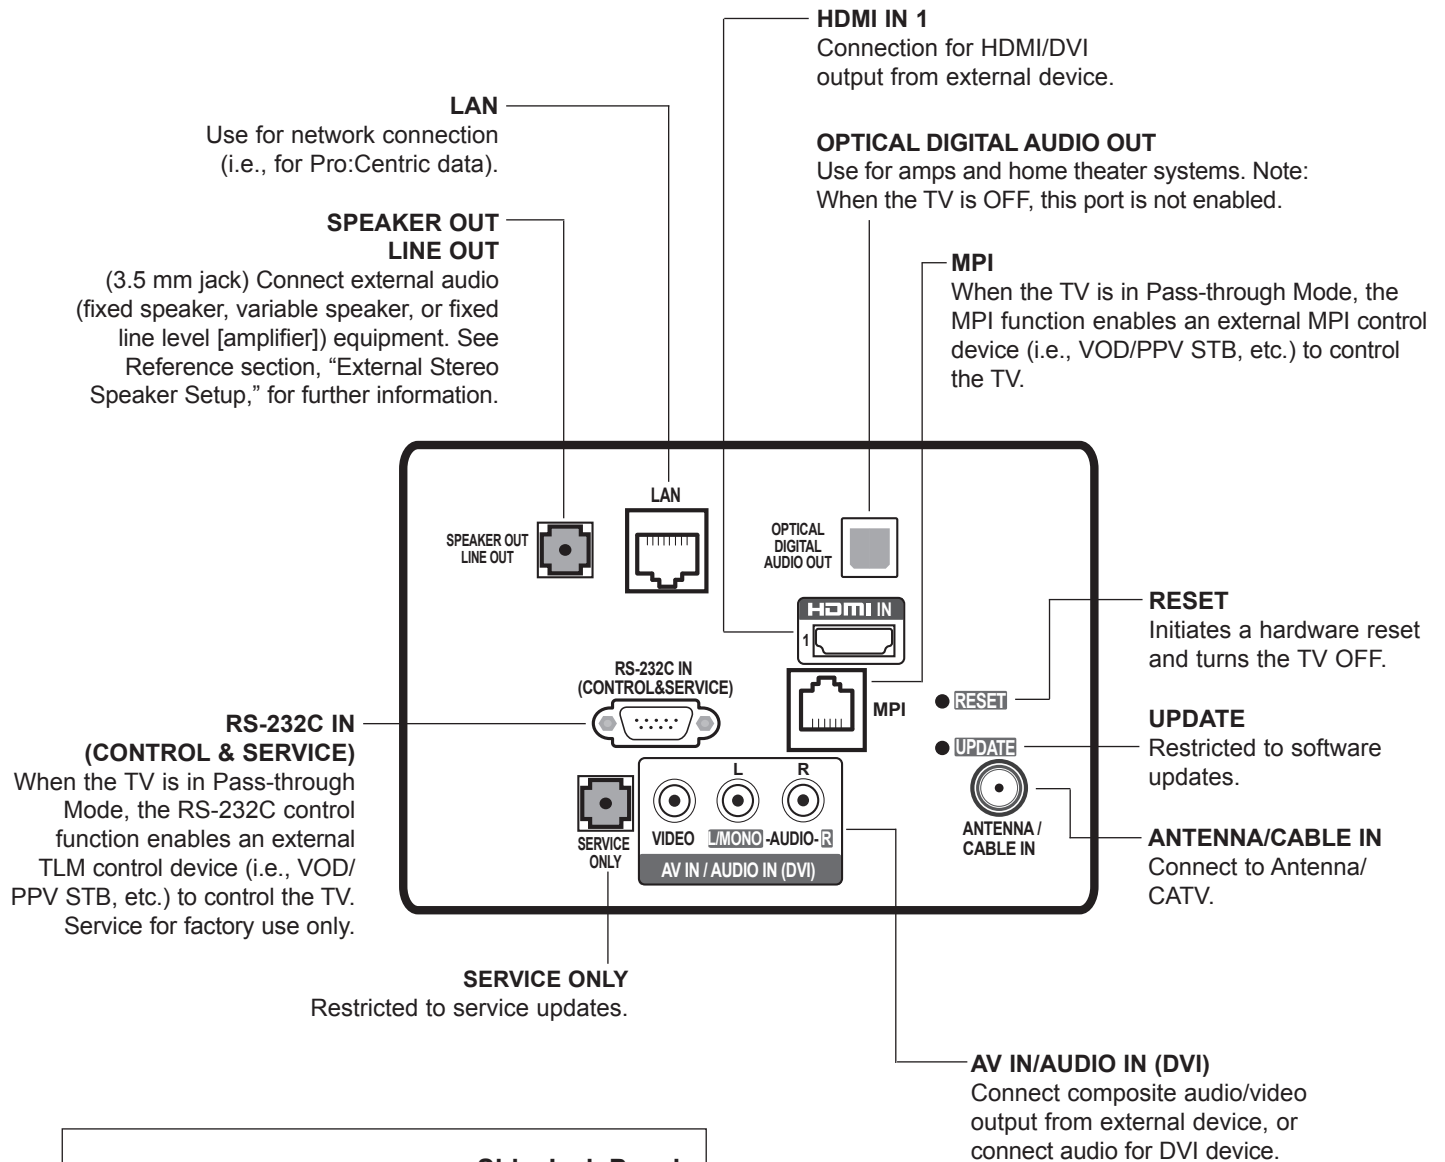 HDMI IN 1
Connection for HDMI/DVI
output from external device.
LAN
Use for network connection
(i.e., for Pro:Centric data).
OPTICAL DIGITAL AUDIO OUT
Use for amps and home theater systems. Note:
When the TV is OFF, this port is not enabled.
SPEAKER OUT
LINE OUT
(3.5 mm jack) Connect external audio
(fixed speaker, variable speaker, or fixed
line level [amplifier]) equipment. See
Reference section, “External Stereo
Speaker Setup,” for further information.
MPI
When the TV is in Pass-through Mode, the
MPI function enables an external MPI control
device (i.e., VOD/PPV STB, etc.) to control
the TV.
LAN
SPEAKER OUT
LINE OUT
OPTICAL
DIGITAL
AUDIO OUT
HDMI IN
1
RS-232C IN
(CONTROL&SERVICE)
MPI
RESET
UPDATE
L R
VIDEO L/MONO -AUDIO- R
AV IN / AUDIO IN (DVI)
SERVICE
ONLY
ANTENNA /
CABLE IN
RESET
Initiates a hardware reset
and turns the TV OFF.
UPDATE
Restricted to software
updates.
ANTENNA/CABLE IN
Connect to Antenna/
CATV.
RS-232C IN
(CONTROL & SERVICE)
When the TV is in Pass-through
Mode, the RS-232C control
function enables an external
TLM control device (i.e., VOD/
PPV STB, etc.) to control the TV.
Service for factory use only.
SERVICE ONLY
Restricted to service updates.
AV IN/AUDIO IN (DVI)
Connect composite audio/video
output from external device, or
connect audio for DVI device.